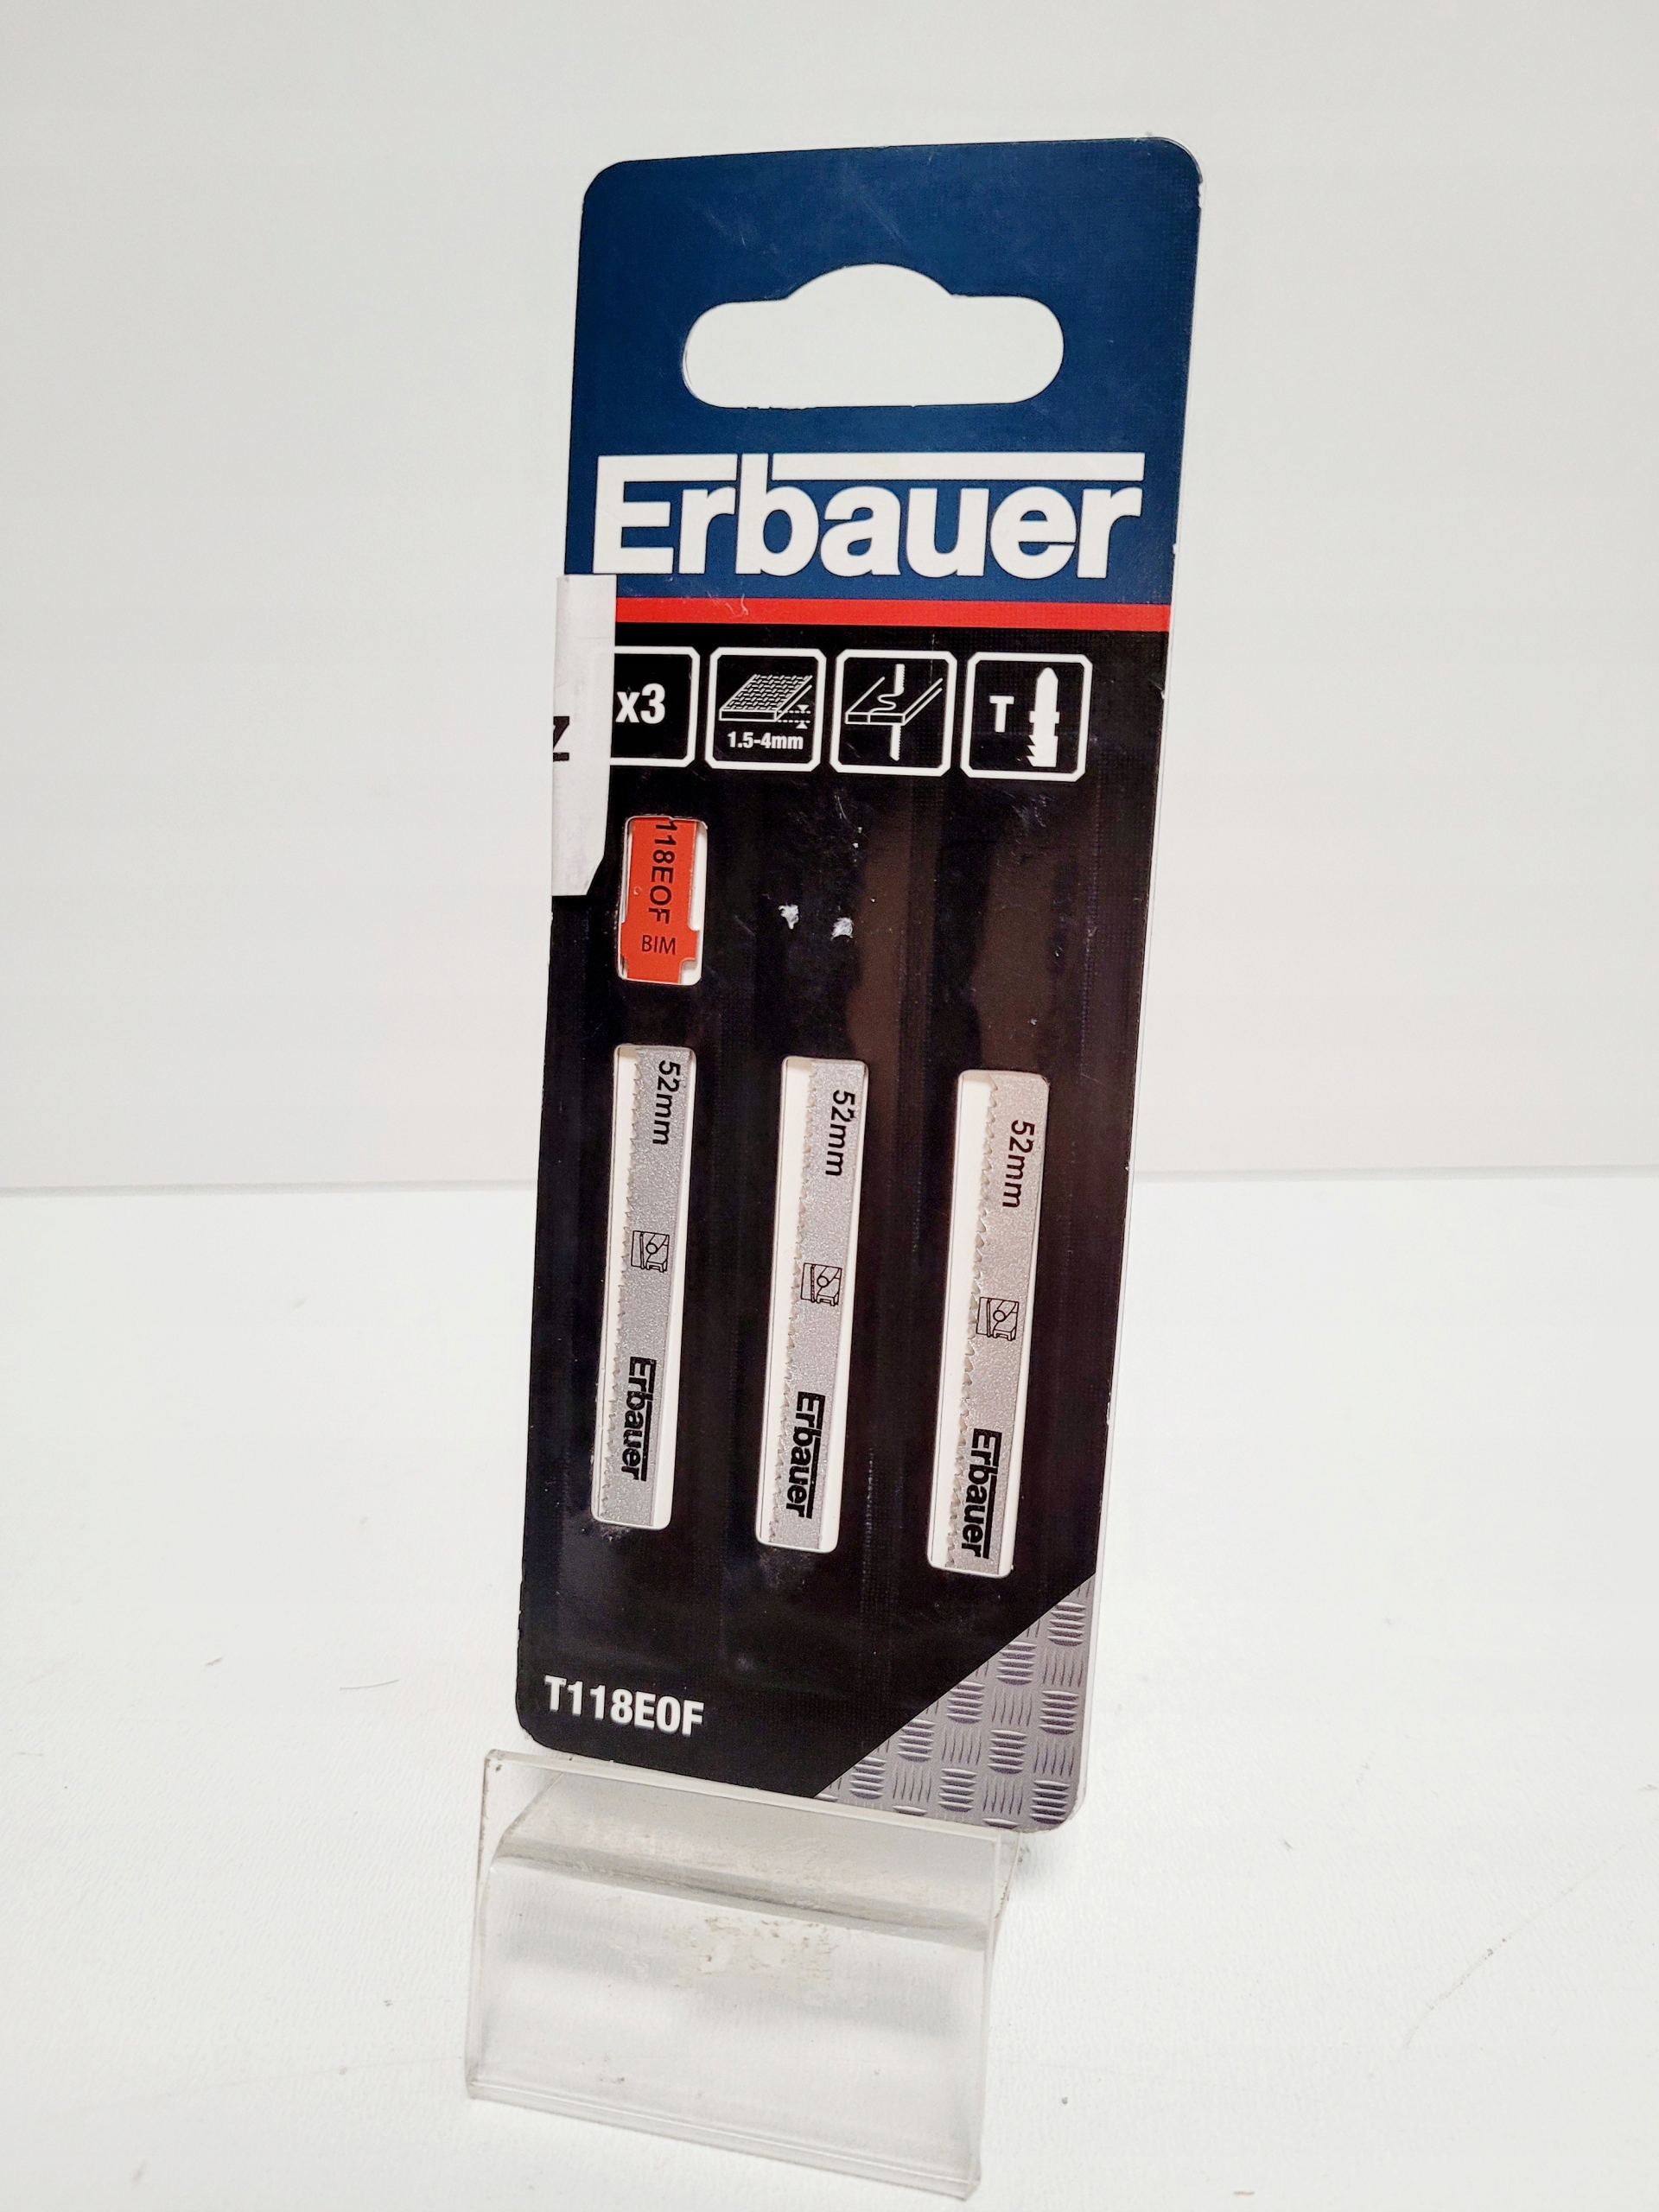 Erbauer
x3
1.5-4mm
T
118EOF
BIM
52mm
Erbauer
52mm
Erbauer
52mm
Erbauer
T118EOF